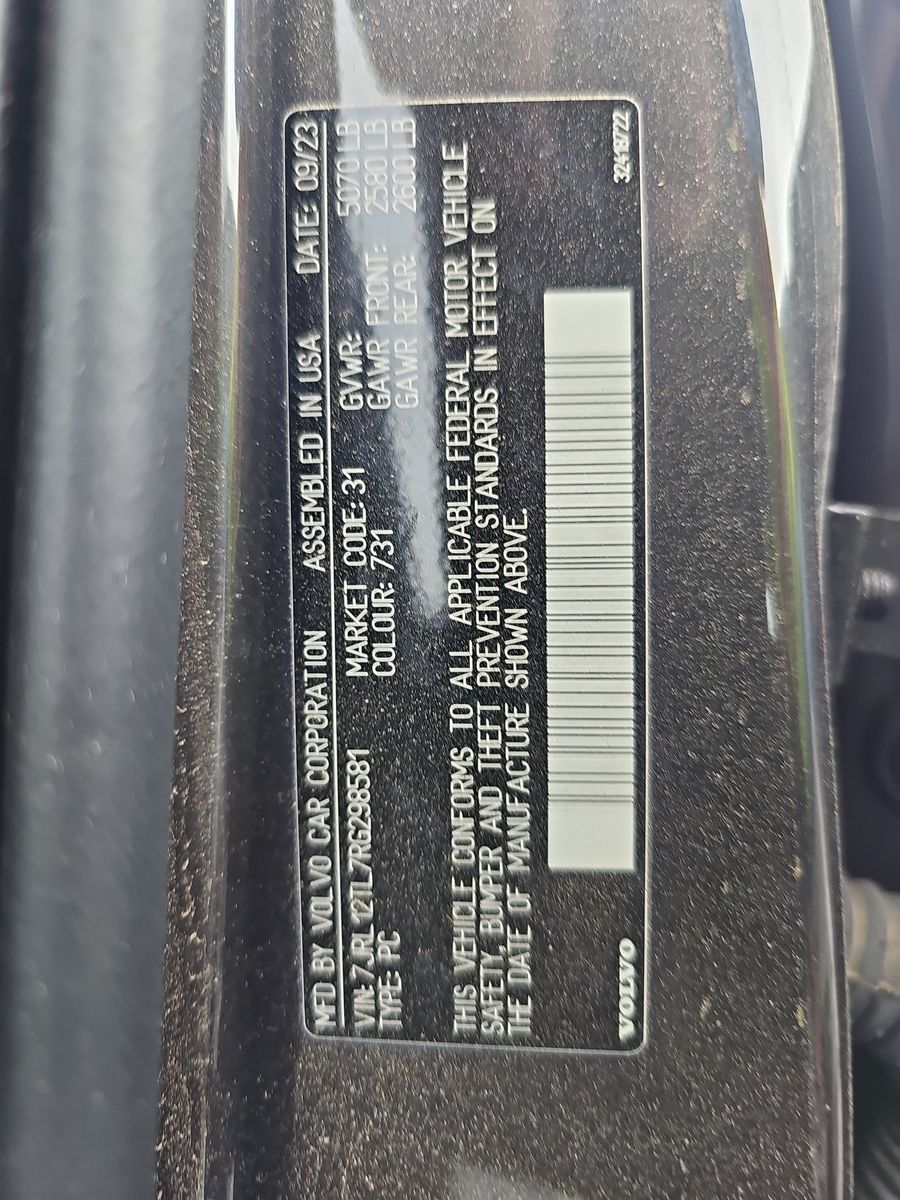 MFD BY VOLVO CAR CORPORATION ASSEMBLED IN USA DATE: 09/23
VIN: 7JRL12TL7RG298581 MARKET CODE: 31 GVWR: 5070 LB
TYPE: PC COLOUR: 731 GAWR FRONT: 2580 LB
GAWR REAR: 2600 LB
THIS VEHICLE CONFORMS TO ALL APPLICABLE FEDERAL MOTOR VEHICLE
SAFETY, BUMPER AND THEFT PREVENTION STANDARDS IN EFFECT ON
THE DATE OF MANUFACTURE SHOWN ABOVE.
VOLVO 32418722